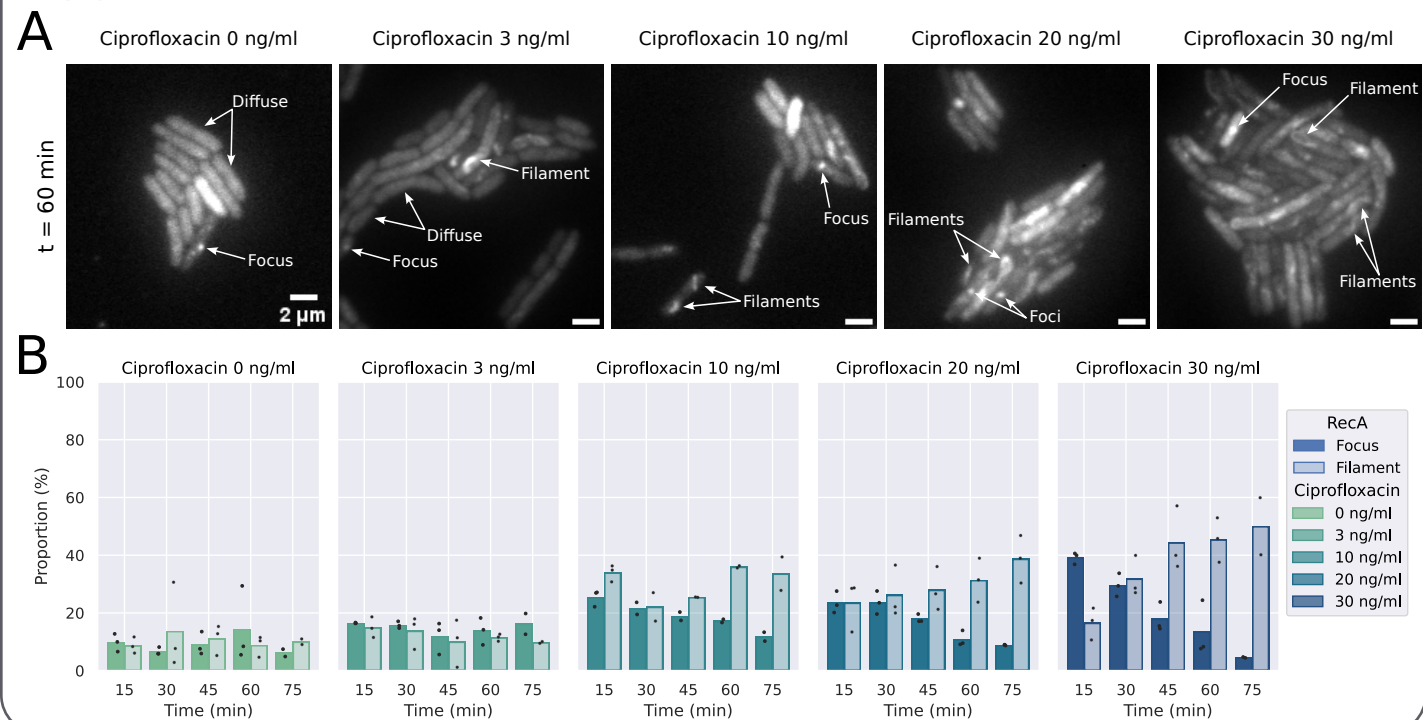 A
Ciprofloxacin 0 ng/ml
Ciprofloxacin 3 ng/ml
Ciprofloxacin 10 ng/ml
Ciprofloxacin 20 ng/ml
Ciprofloxacin 30 ng/ml
t = 60 min
Diffuse
Focus
2 µm
Filament
Diffuse
Focus
Focus
Filaments
Filaments
Foci
Focus
Filament
Filaments
B
Ciprofloxacin 0 ng/ml
Ciprofloxacin 3 ng/ml
Ciprofloxacin 10 ng/ml
Ciprofloxacin 20 ng/ml
Ciprofloxacin 30 ng/ml
Proportion (%)
100
80
60
40
20
0
15 30 45 60 75
Time (min)
15 30 45 60 75
Time (min)
15 30 45 60 75
Time (min)
15 30 45 60 75
Time (min)
15 30 45 60 75
Time (min)
RecA
Focus
Filament
Ciprofloxacin
0 ng/ml
3 ng/ml
10 ng/ml
20 ng/ml
30 ng/ml